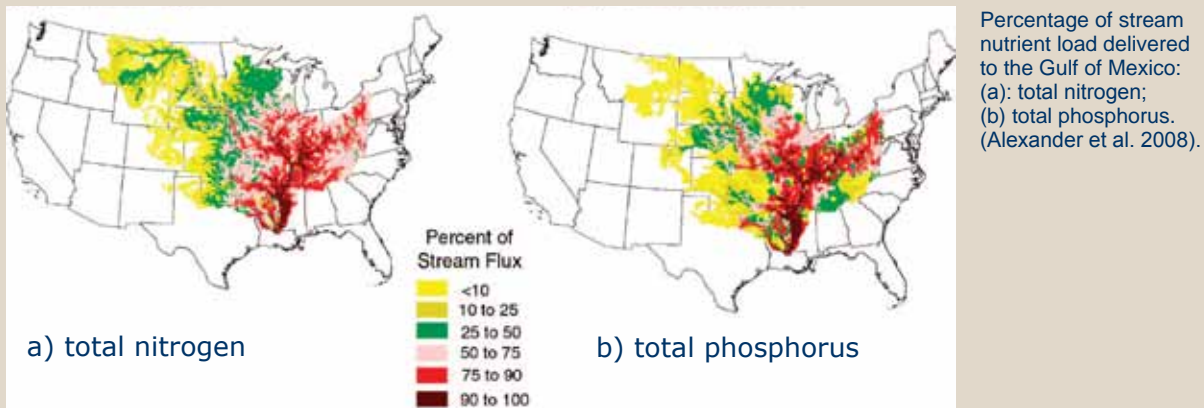 Percentage of stream
nutrient load delivered
to the Gulf of Mexico:
(a): total nitrogen;
(b) total phosphorus.
(Alexander et al. 2008).
Percent of
Stream Flux
<10
10 to 25
25 to 50
50 to 75
75 to 90
90 to 100
a) total nitrogen
b) total phosphorus